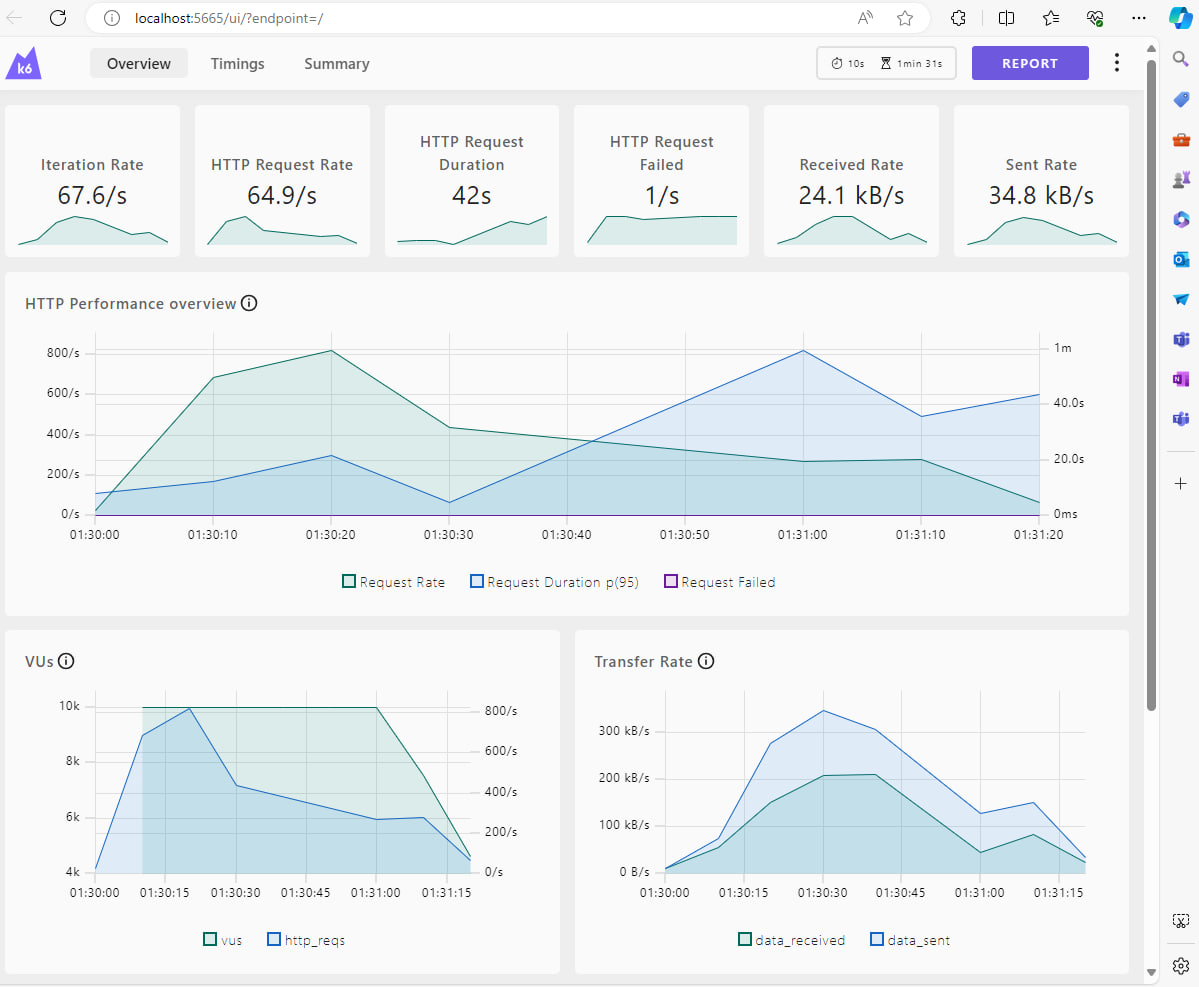 localhost:5665/ui/?endpoint=/
k6
Overview Timings Summary 10s 1min 31s REPORT
Iteration Rate
67.6/s
HTTP Request Rate
64.9/s
HTTP Request
Duration
42s
HTTP Request
Failed
1/s
Received Rate
24.1 kB/s
Sent Rate
34.8 kB/s
HTTP Performance overview
800/s
600/s
400/s
200/s
0/s
1m
40.0s
20.0s
0ms
01:30:00 01:30:10 01:30:20 01:30:30 01:30:40 01:30:50 01:31:00 01:31:10 01:31:20
Request Rate Request Duration p(95) Request Failed
VUs
10k
8k
6k
4k
800/s
600/s
400/s
200/s
0/s
01:30:00 01:30:15 01:30:30 01:30:45 01:31:00 01:31:15
vus http_reqs
Transfer Rate
300 kB/s
200 kB/s
100 kB/s
0 B/s
01:30:00 01:30:15 01:30:30 01:30:45 01:31:00 01:31:15
data_received data_sent